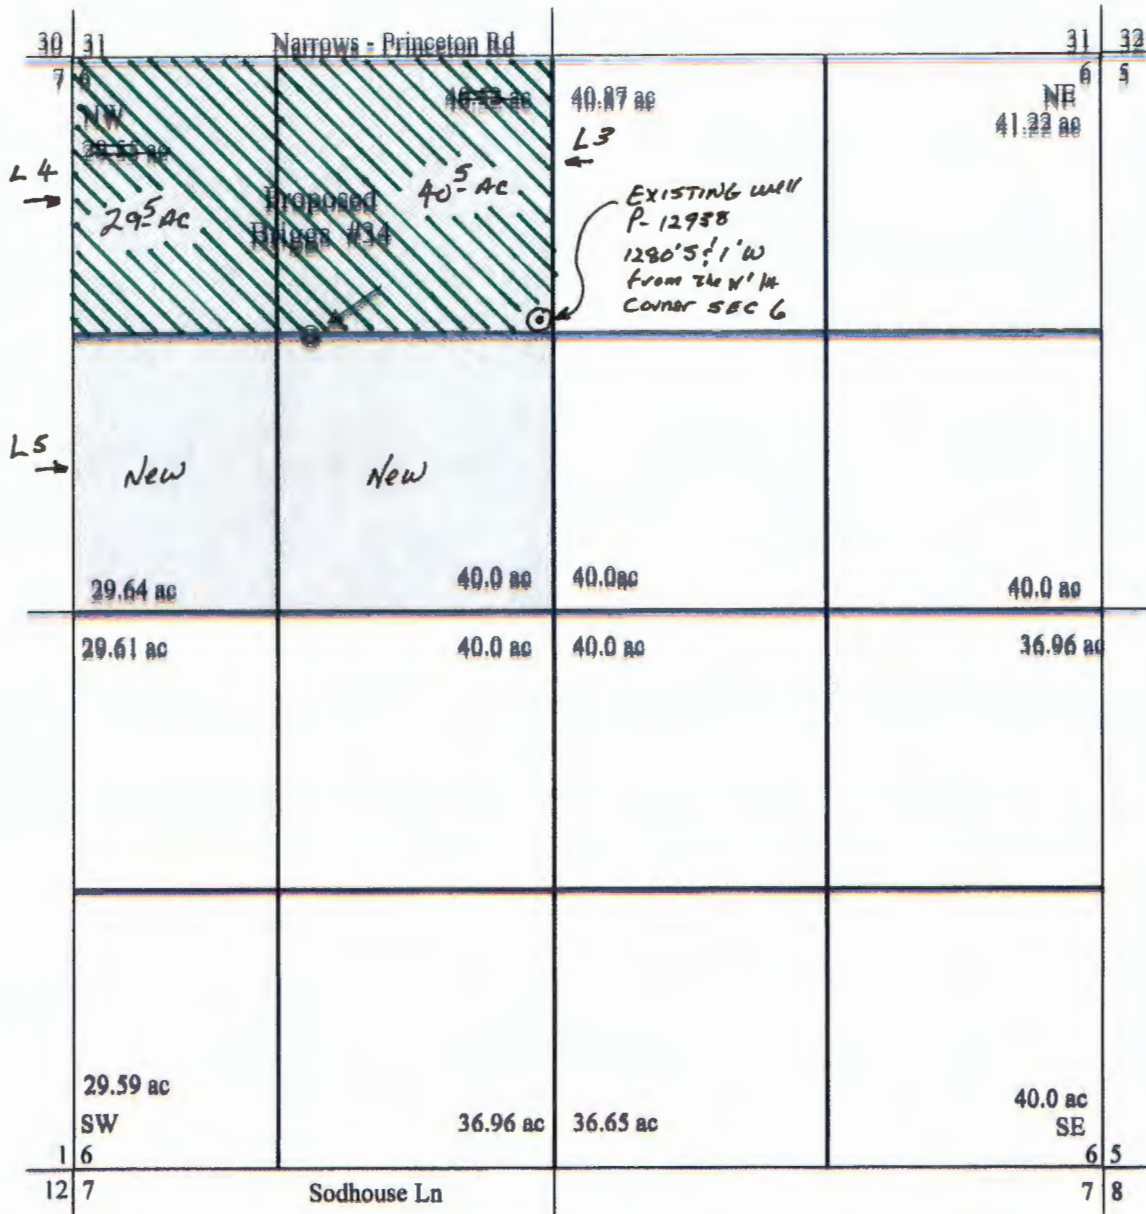 30 31
Narrows - Princeton Rd
31 32
7 6
6 5
NW
40.87 ac
NE
41.22 ac
L3
L4
29⁵ AC
40⁵ AC
Proposed
Briggs #34
EXISTING well
P-12938
1280'S & 1'W
from the N 1/4
Corner SEC 6
L5
New
New
29.64 ac
40.0 ac
40.0ac
40.0 ac
29.61 ac
40.0 ac
40.0 ac
36.96 ac
29.59 ac
SW
36.96 ac
36.65 ac
40.0 ac
SE
1 6
6 5
12 7
Sodhouse Ln
7 8